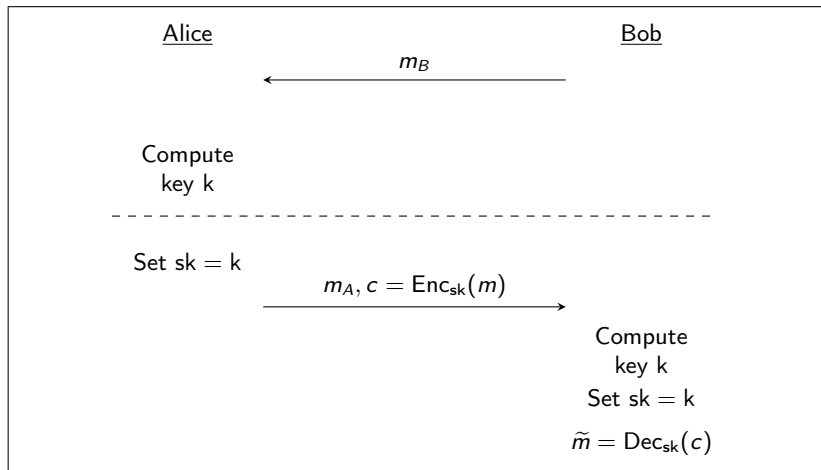 Alice Bob
m_B
Compute
key k
Set sk = k
m_A, c = Enc_sk(m)
Compute
key k
Set sk = k
m̃ = Dec_sk(c)